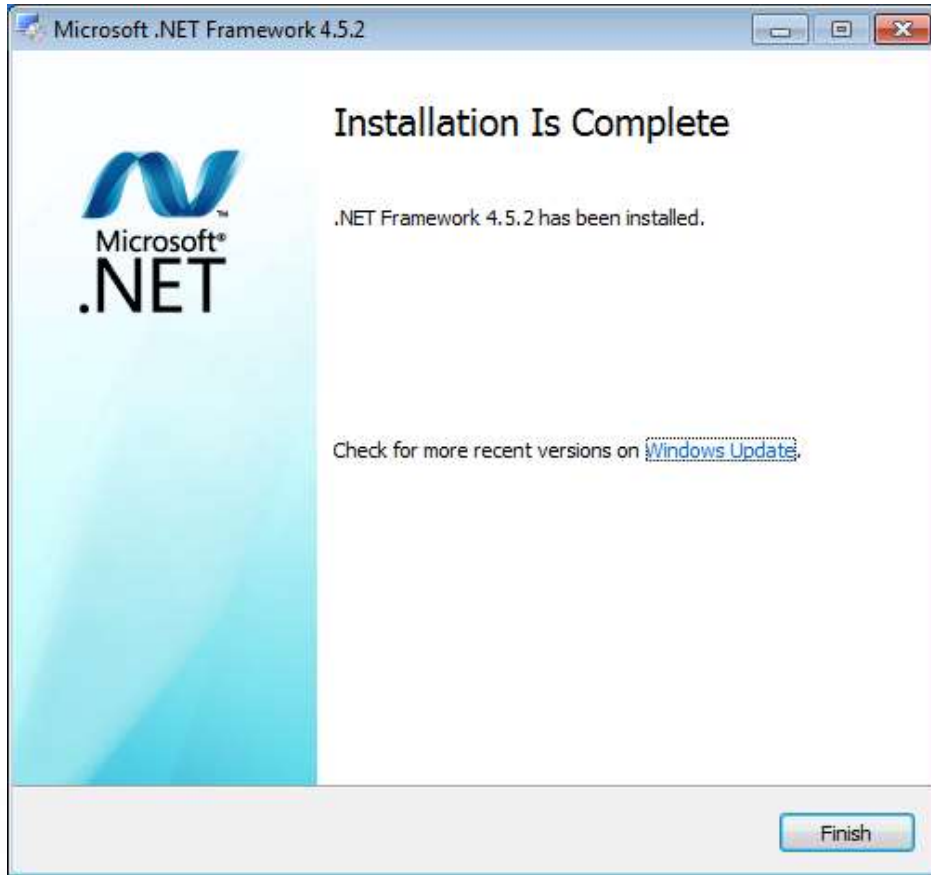 Microsoft .NET Framework 4.5.2
Installation Is Complete
Microsoft®
.NET
™
.NET Framework 4.5.2 has been installed.
Check for more recent versions on Windows Update.
Finish